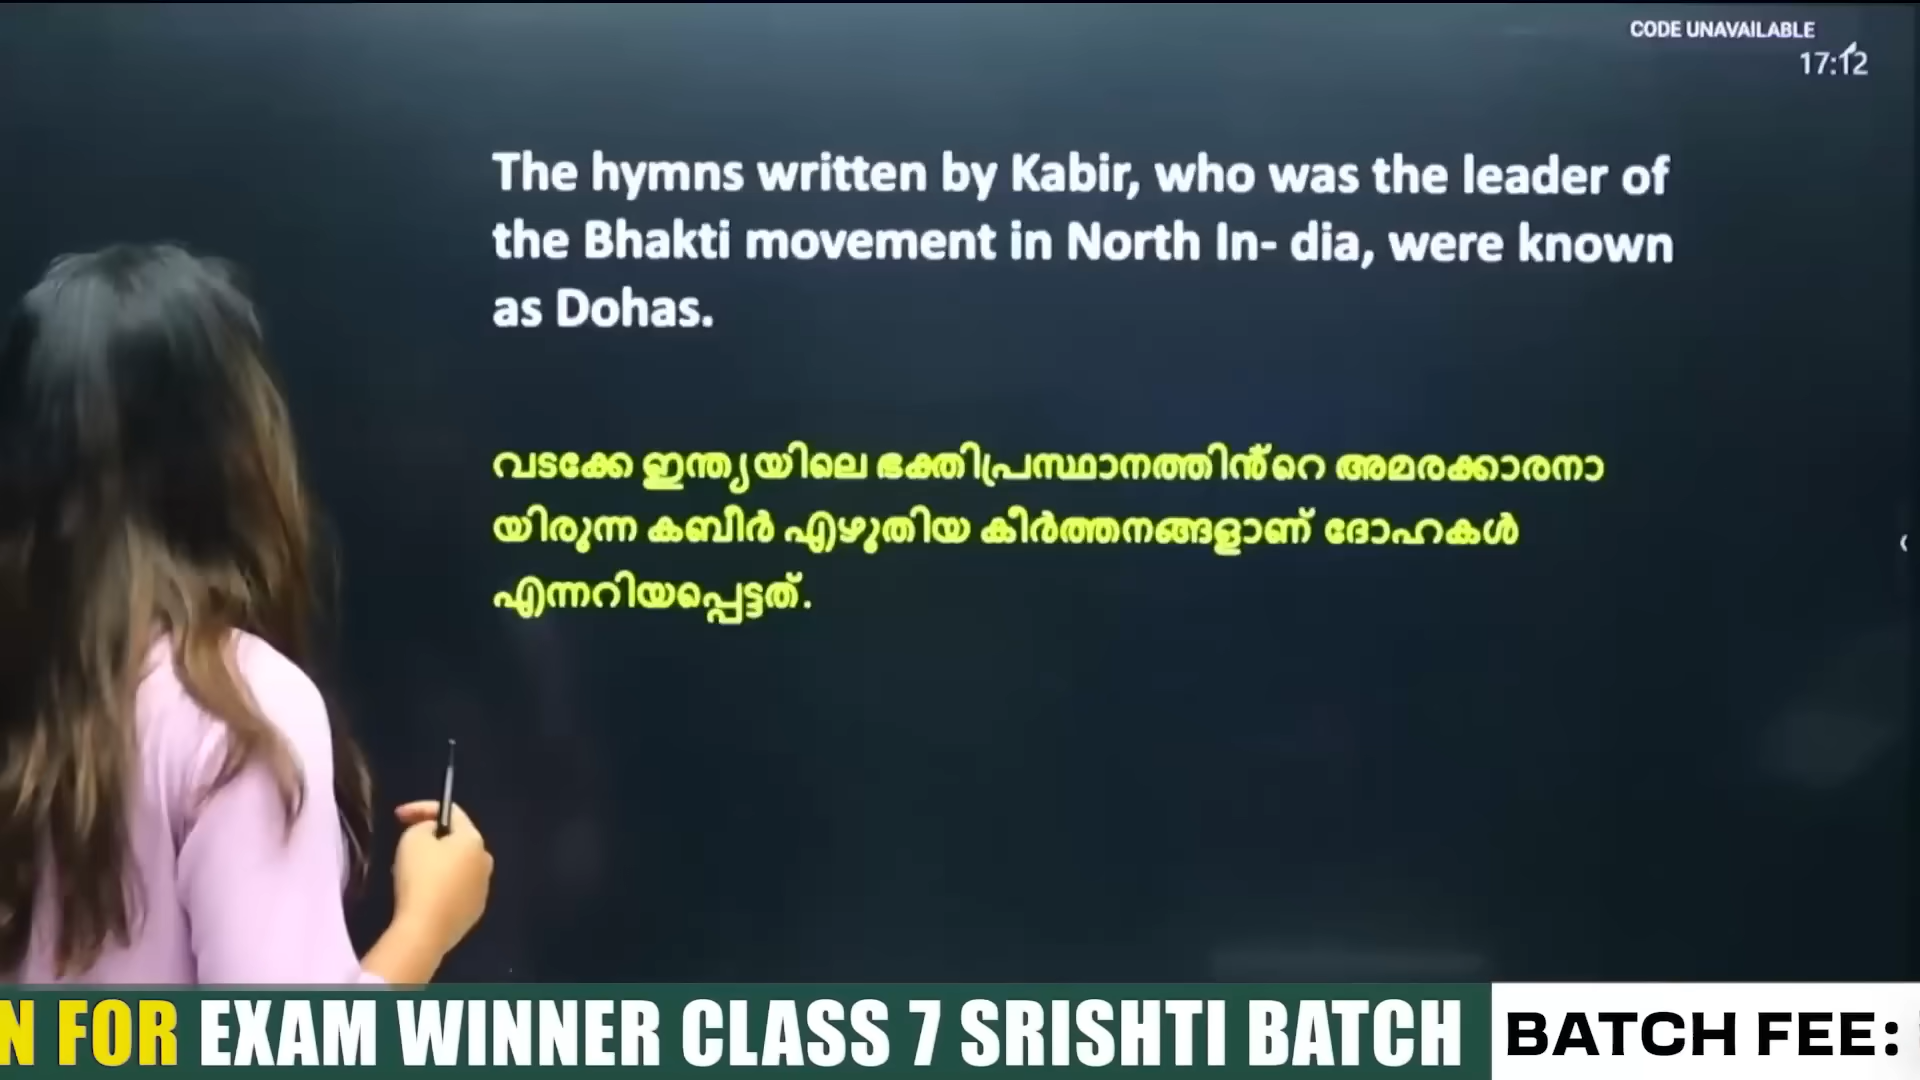 CODE UNAVAILABLE
17:12
The hymns written by Kabir, who was the leader of
the Bhakti movement in North In- dia, were known
as Dohas.
വടക്കേ ഇന്ത്യയിലെ ഭക്തിപ്രസ്ഥാനത്തിൻ്റെ അമരക്കാരനാ
യിരുന്ന കബീർ എഴുതിയ കീർത്തനങ്ങളാണ് ദോഹകൾ
എന്നറിയപ്പെട്ടത്.
N FOR EXAM WINNER CLASS 7 SRISHTI BATCH
BATCH FEE: